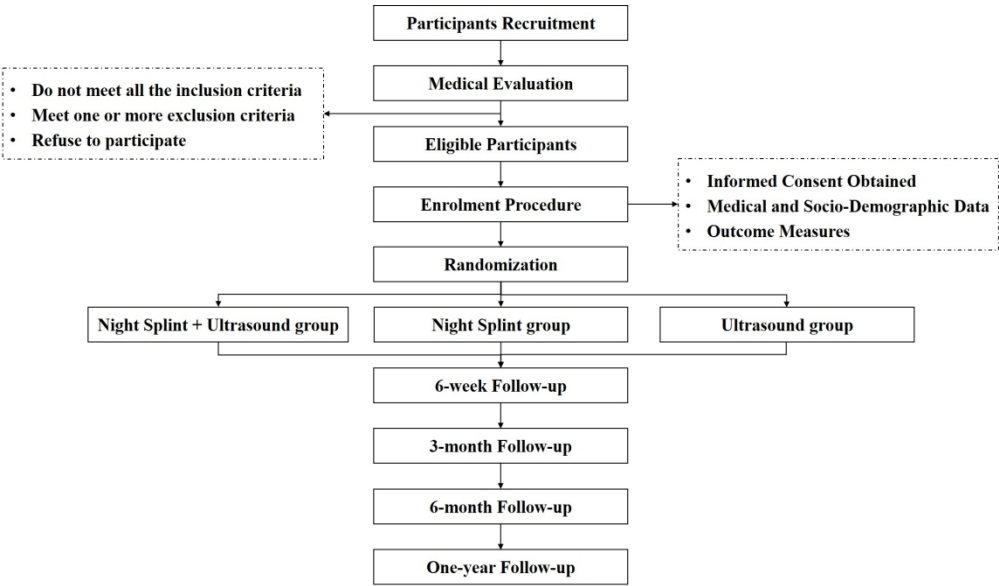 Participants Recruitment
Medical Evaluation
• Do not meet all the inclusion criteria
• Meet one or more exclusion criteria
• Refuse to participate
Eligible Participants
Enrolment Procedure
• Informed Consent Obtained
• Medical and Socio-Demographic Data
• Outcome Measures
Randomization
Night Splint + Ultrasound group
Night Splint group
Ultrasound group
6-week Follow-up
3-month Follow-up
6-month Follow-up
One-year Follow-up